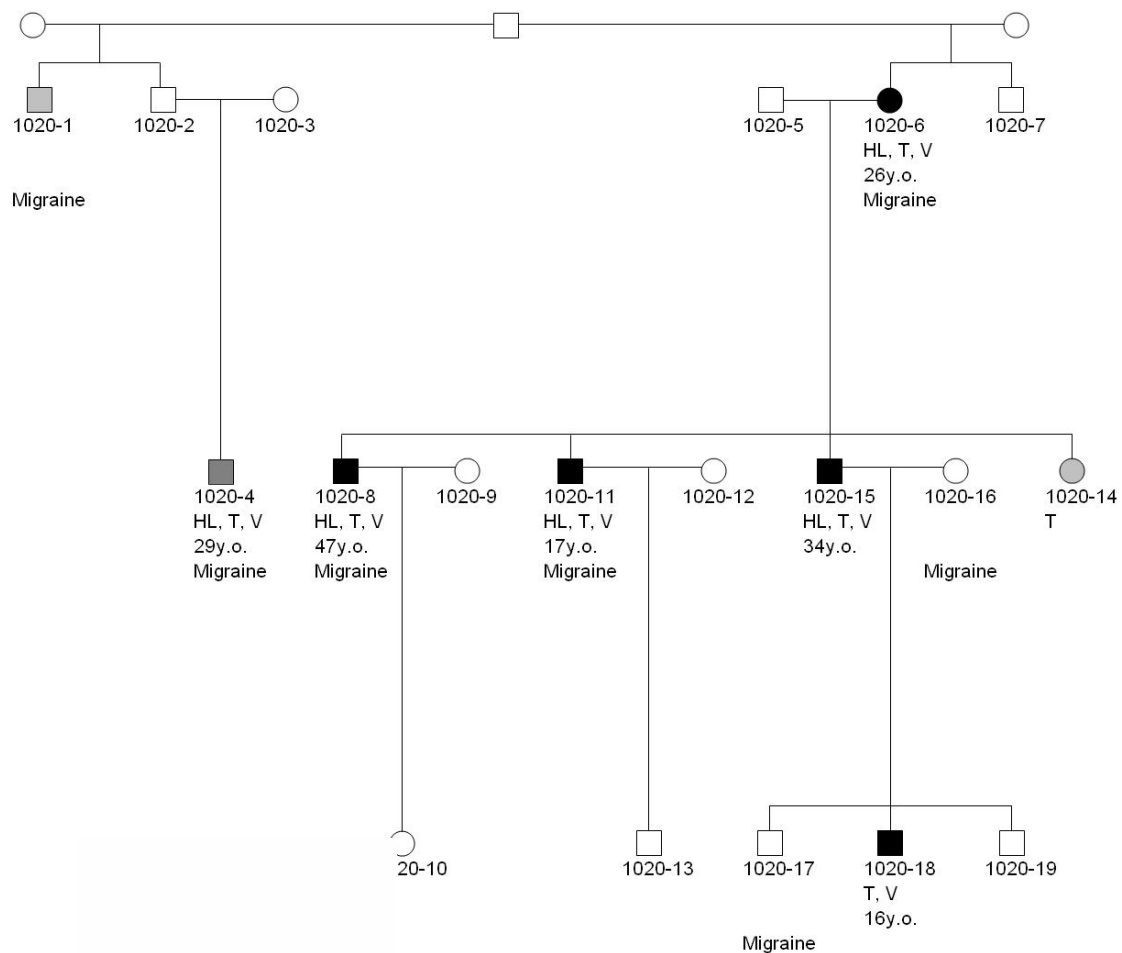 1020-1
1020-2
1020-3
1020-5
1020-6
1020-7
HL, T, V
26y.o.
Migraine
Migraine
1020-4
1020-8
1020-9
1020-11
1020-12
1020-15
1020-16
1020-14
HL, T, V
HL, T, V
HL, T, V
HL, T, V
T
29y.o.
47y.o.
17y.o.
34y.o.
Migraine
Migraine
Migraine
Migraine
20-10
1020-13
1020-17
1020-18
1020-19
T, V
16y.o.
Migraine